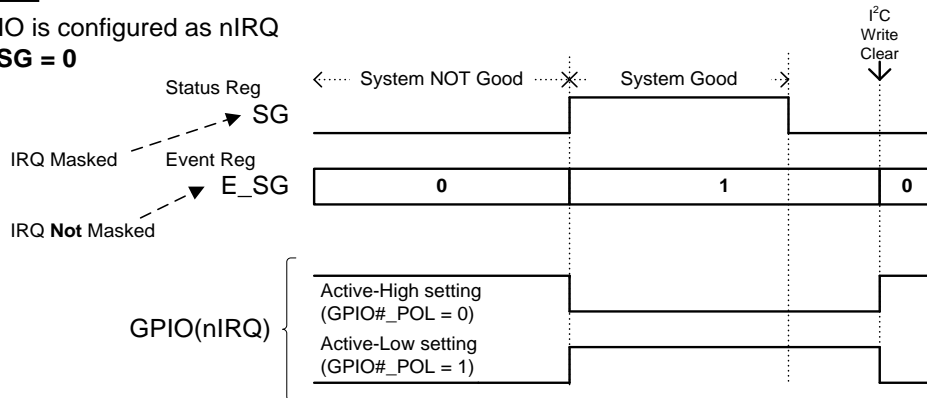 IO is configured as nIRQ
SG = 0
I²C
Write
Clear
System NOT Good
System Good
Status Reg
SG
IRQ Masked
Event Reg
E_SG
0
1
0
IRQ Not Masked
GPIO(nIRQ)
Active-High setting
(GPIO#_POL = 0)
Active-Low setting
(GPIO#_POL = 1)